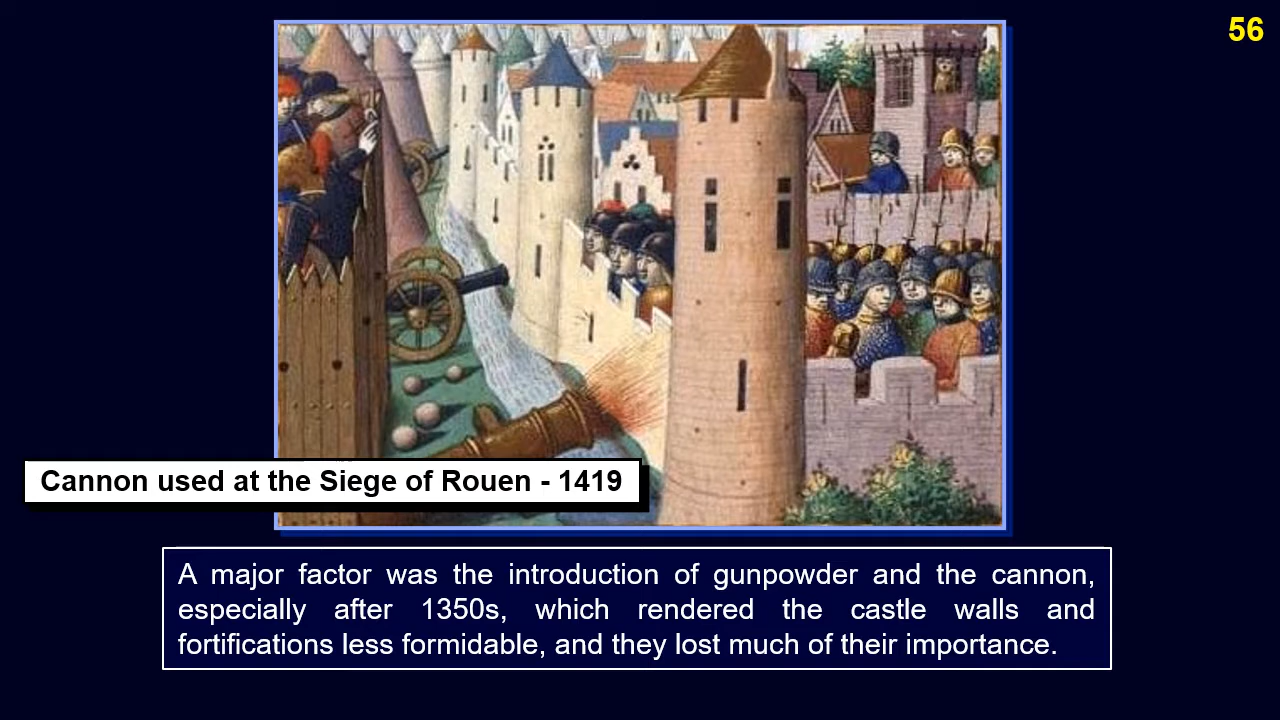 56
Cannon used at the Siege of Rouen - 1419
A major factor was the introduction of gunpowder and the cannon,
especially after 1350s, which rendered the castle walls and
fortifications less formidable, and they lost much of their importance.